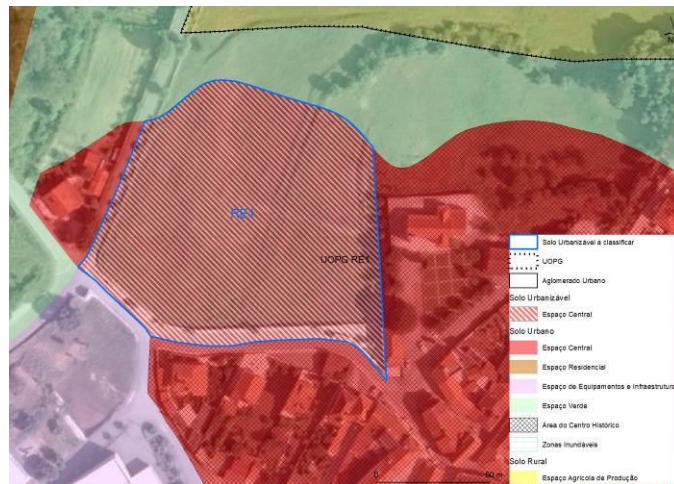 N
RE1
UOPG RE1
Solo Urbanizável a classificar
UOPG
Aglomerado Urbano
Solo Urbanizável
Espaço Central
Solo Urbano
Espaço Central
Espaço Residencial
Espaço de Equipamentos e Infraestrutura
Espaço Verde
Área do Centro Histórico
Zonas Inundáveis
Solo Rural
Espaço Agrícola de Produção
0
50 m